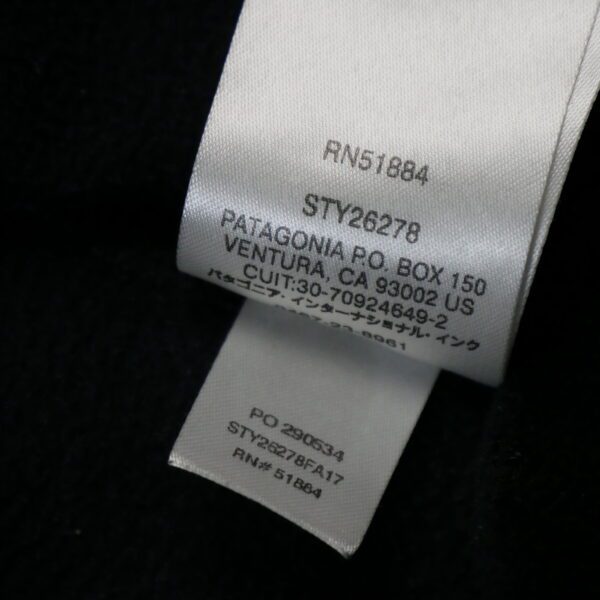 RN51884
STY26278
PATAGONIA P.O. BOX 150
VENTURA, CA 93002 US
CUIT:30-70924649-2
パタゴニア・インターナショナル・インク
PO 290534
STY26278FA17
RN# 51884